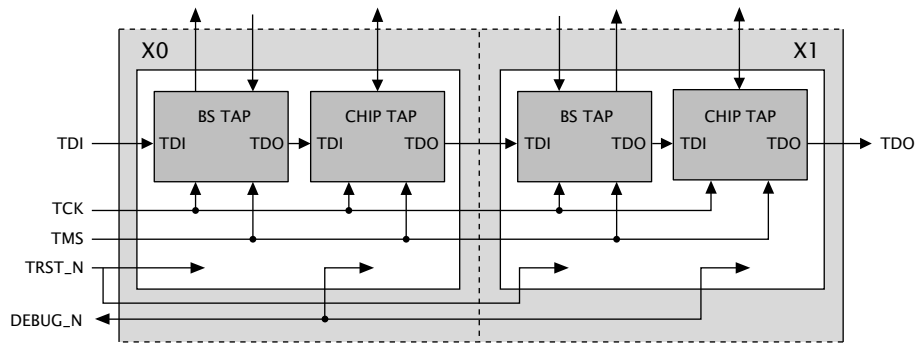 X0
X1
BS TAP
CHIP TAP
BS TAP
CHIP TAP
TDI
TDI
TDO
TDI
TDO
TDI
TDO
TDI
TDO
TDO
TCK
TMS
TRST_N
DEBUG_N